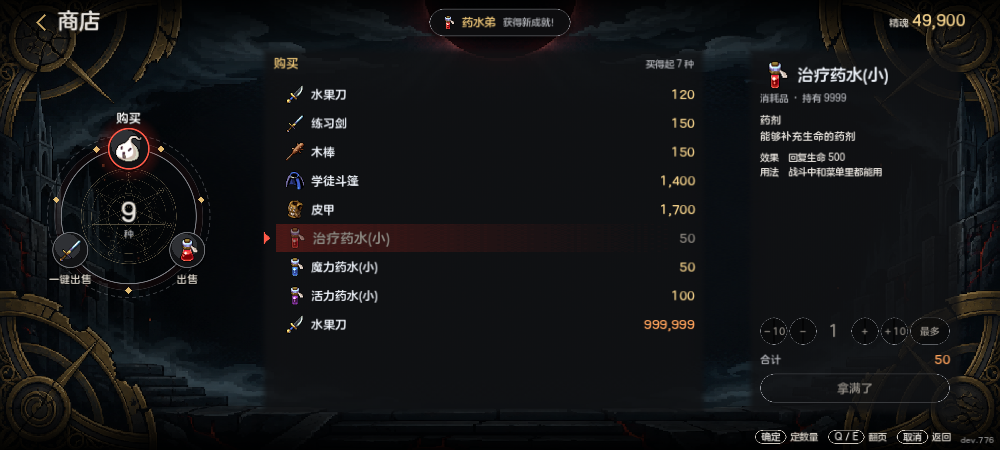 商店
药水弟 获得新成就!
精魂 49,900
购买
9
种
一键出售
出售
购买 买得起 7 种
水果刀 120
练习剑 150
木棒 150
学徒斗篷 1,400
皮甲 1,700
治疗药水(小) 50
魔力药水(小) 50
活力药水(小) 100
水果刀 999,999
治疗药水(小)
消耗品 · 持有 9999
药剂
能够补充生命的药剂
效果 回复生命 500
用法 战斗中和菜单里都能用
-10 - 1 + +10 最多
合计 50
拿满了
确定 定数量 Q / E 翻页 取消 返回 dev.776